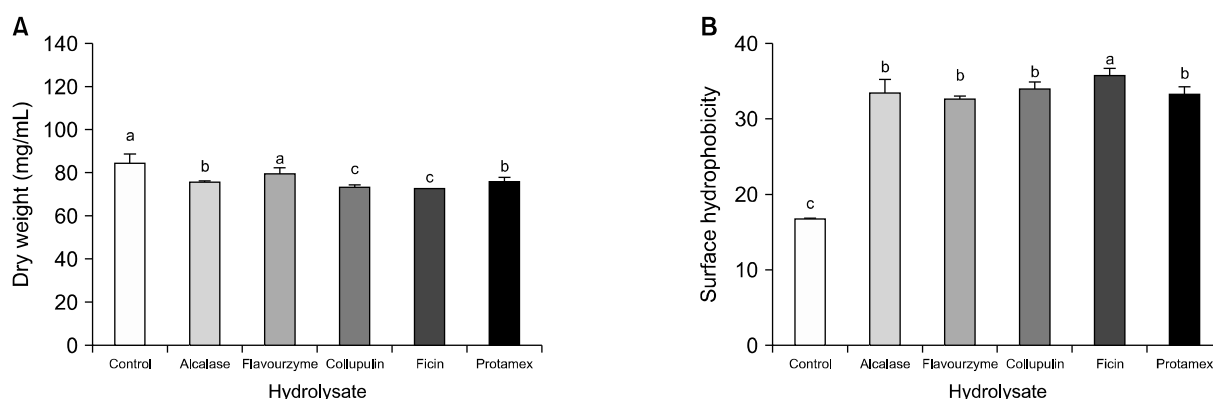 A
Dry weight (mg/mL)
140
120
100
80
60
40
20
0
a
b
a
c
c
b
Control Alcalase Flavourzyme Collupulin Ficin Protamex
Hydrolysate
B
Surface hydrophobicity
40
30
20
10
0
c
b
b
b
a
b
Control Alcalase Flavourzyme Collupulin Ficin Protamex
Hydrolysate